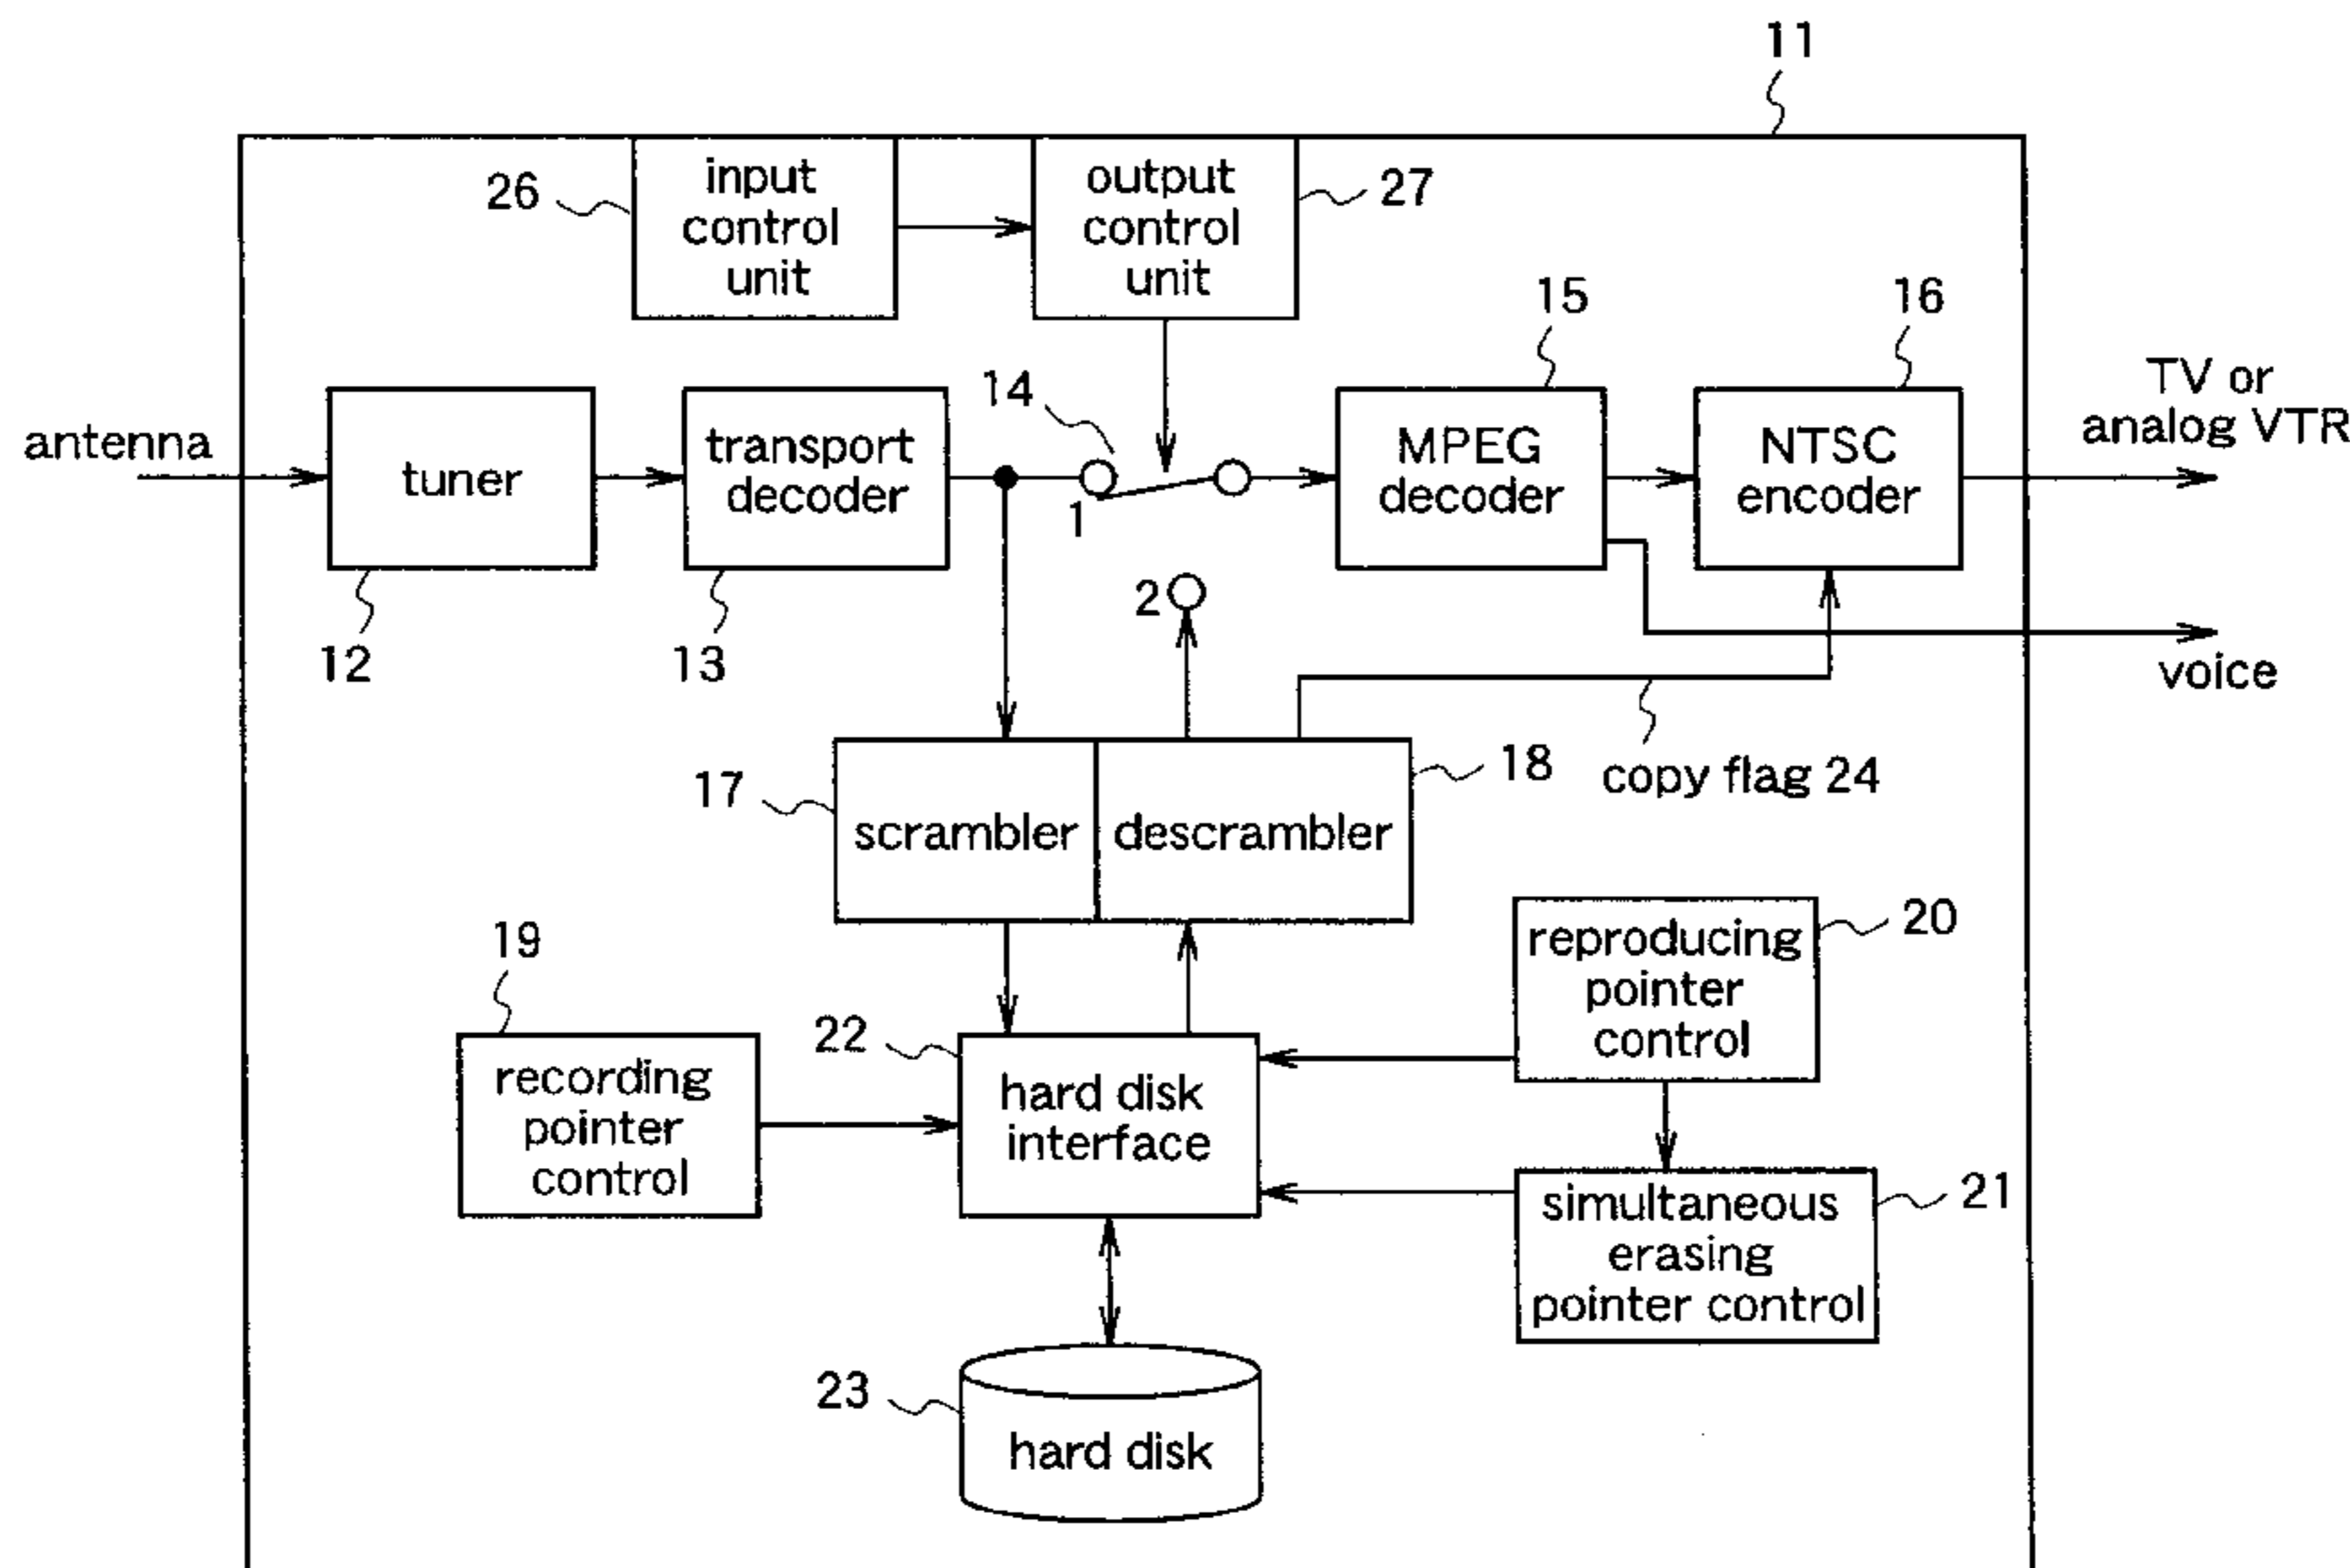 11
26
input
control
unit
output
control
unit
27
15
16
TV or
analog VTR
antenna
tuner
transport
decoder
14
1
MPEG
decoder
NTSC
encoder
12
13
2
voice
17
scrambler
descrambler
18
copy flag 24
19
recording
pointer
control
22
hard disk
interface
reproducing
pointer
control
20
simultaneous
erasing
pointer control
21
23
hard disk